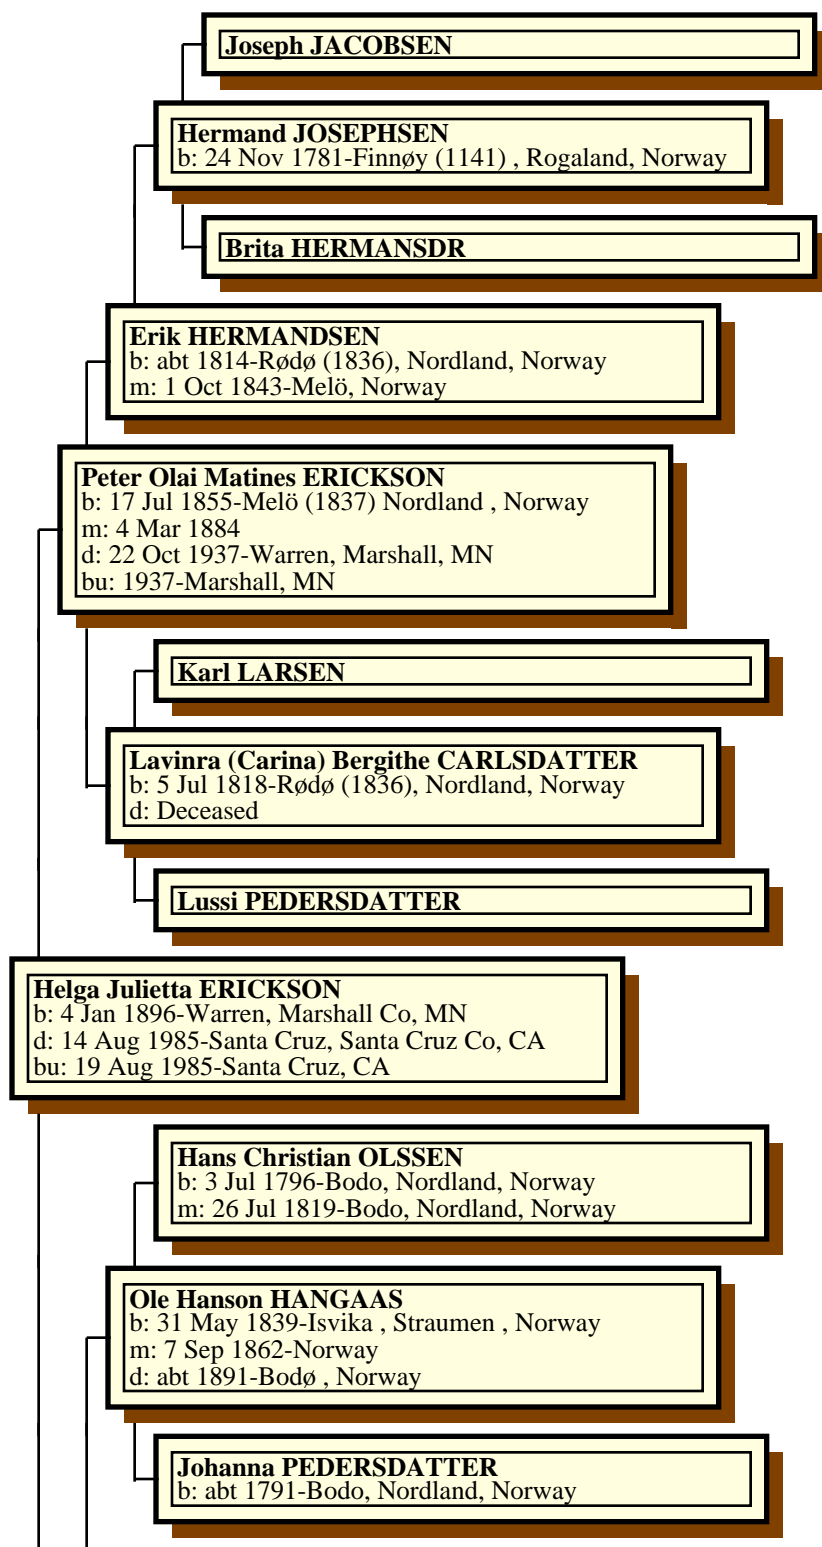 Joseph JACOBSEN
Hermand JOSEPHSEN
b: 24 Nov 1781-Finnøy (1141) , Rogaland, Norway
Brita HERMANSDR
Erik HERMANDSEN
b: abt 1814-Rødø (1836), Nordland, Norway
m: 1 Oct 1843-Melö, Norway
Peter Olai Matines ERICKSON
b: 17 Jul 1855-Melö (1837) Nordland , Norway
m: 4 Mar 1884
d: 22 Oct 1937-Warren, Marshall, MN
bu: 1937-Marshall, MN
Karl LARSEN
Lavinra (Carina) Bergithe CARLSDATTER
b: 5 Jul 1818-Rødø (1836), Nordland, Norway
d: Deceased
Lussi PEDERSDATTER
Helga Julietta ERICKSON
b: 4 Jan 1896-Warren, Marshall Co, MN
d: 14 Aug 1985-Santa Cruz, Santa Cruz Co, CA
bu: 19 Aug 1985-Santa Cruz, CA
Hans Christian OLSSEN
b: 3 Jul 1796-Bodo, Nordland, Norway
m: 26 Jul 1819-Bodo, Nordland, Norway
Ole Hanson HANGAAS
b: 31 May 1839-Isvika , Straumen , Norway
m: 7 Sep 1862-Norway
d: abt 1891-Bodø , Norway
Johanna PEDERSDATTER
b: abt 1791-Bodo, Nordland, Norway